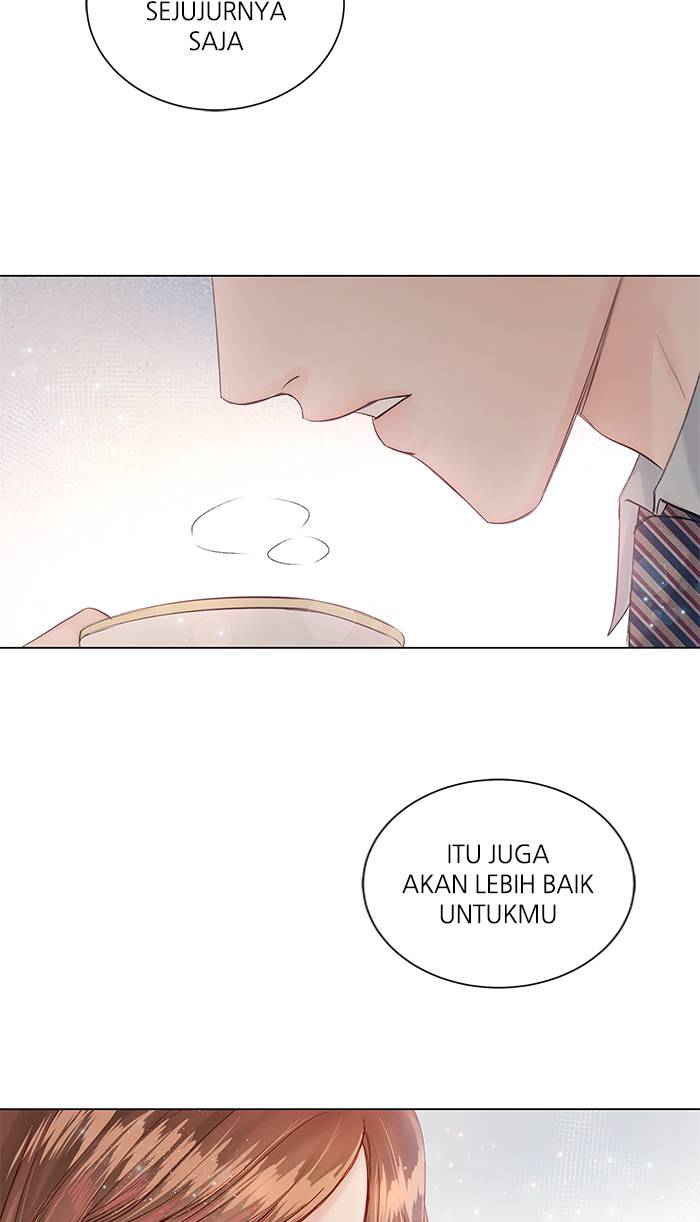 SEJUJURNYA
SAJA
ITU JUGA
AKAN LEBIH BAIK
UNTUKMU